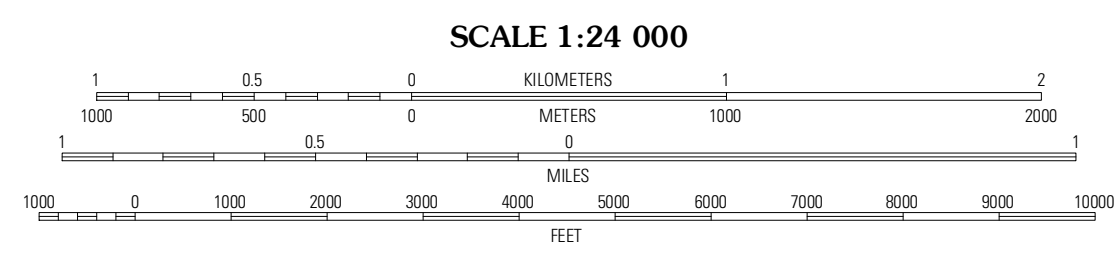 SCALE 1:24 000
1 0.5 0 KILOMETERS 1 2
1000 500 0 METERS 1000 2000
1 0.5 0 1
MILES
1000 0 1000 2000 3000 4000 5000 6000 7000 8000 9000 10000
FEET